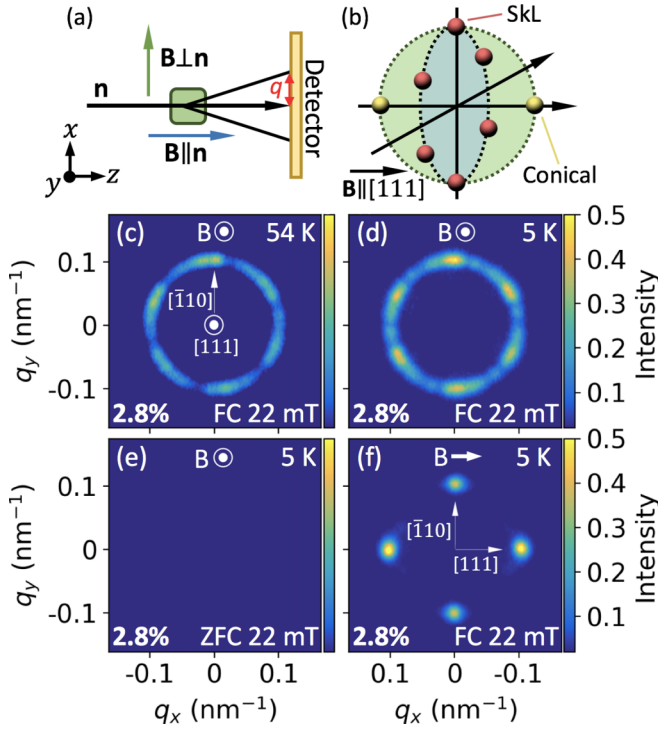 (a)
B⊥n
n
q
B∥n
x
y
z
Detector
(b)
SkL
Conical
B∥[111]
(c)
B
54 K
[1̄10]
[111]
2.8%
FC 22 mT
0.1
0
-0.1
q_y (nm⁻¹)
(d)
B
5 K
2.8%
FC 22 mT
0.5
0.4
0.3
0.2
0.1
Intensity
(e)
B
5 K
2.8%
ZFC 22 mT
0.1
0
-0.1
q_y (nm⁻¹)
-0.1
0
0.1
q_x (nm⁻¹)
(f)
B
5 K
[1̄10]
[111]
2.8%
FC 22 mT
0.1
0
-0.1
q_x (nm⁻¹)
0.5
0.4
0.3
0.2
0.1
Intensity